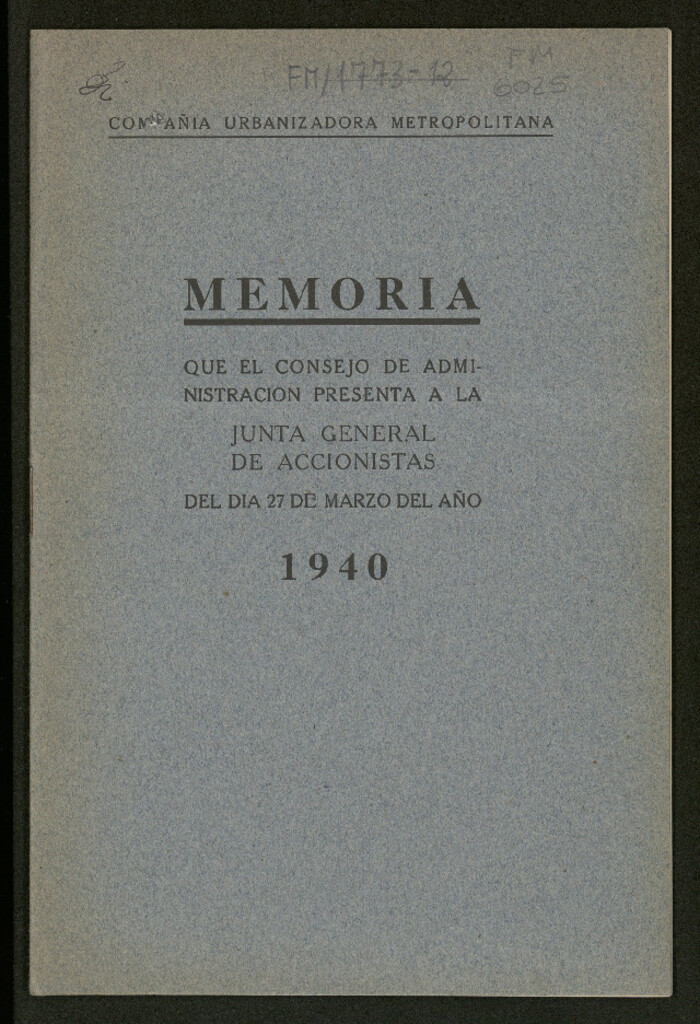 FM/1773-12
FM
6025
COMPAÑIA URBANIZADORA METROPOLITANA
MEMORIA
QUE EL CONSEJO DE ADMI-
NISTRACION PRESENTA A LA
JUNTA GENERAL
DE ACCIONISTAS
DEL DIA 27 DE MARZO DEL AÑO
1940